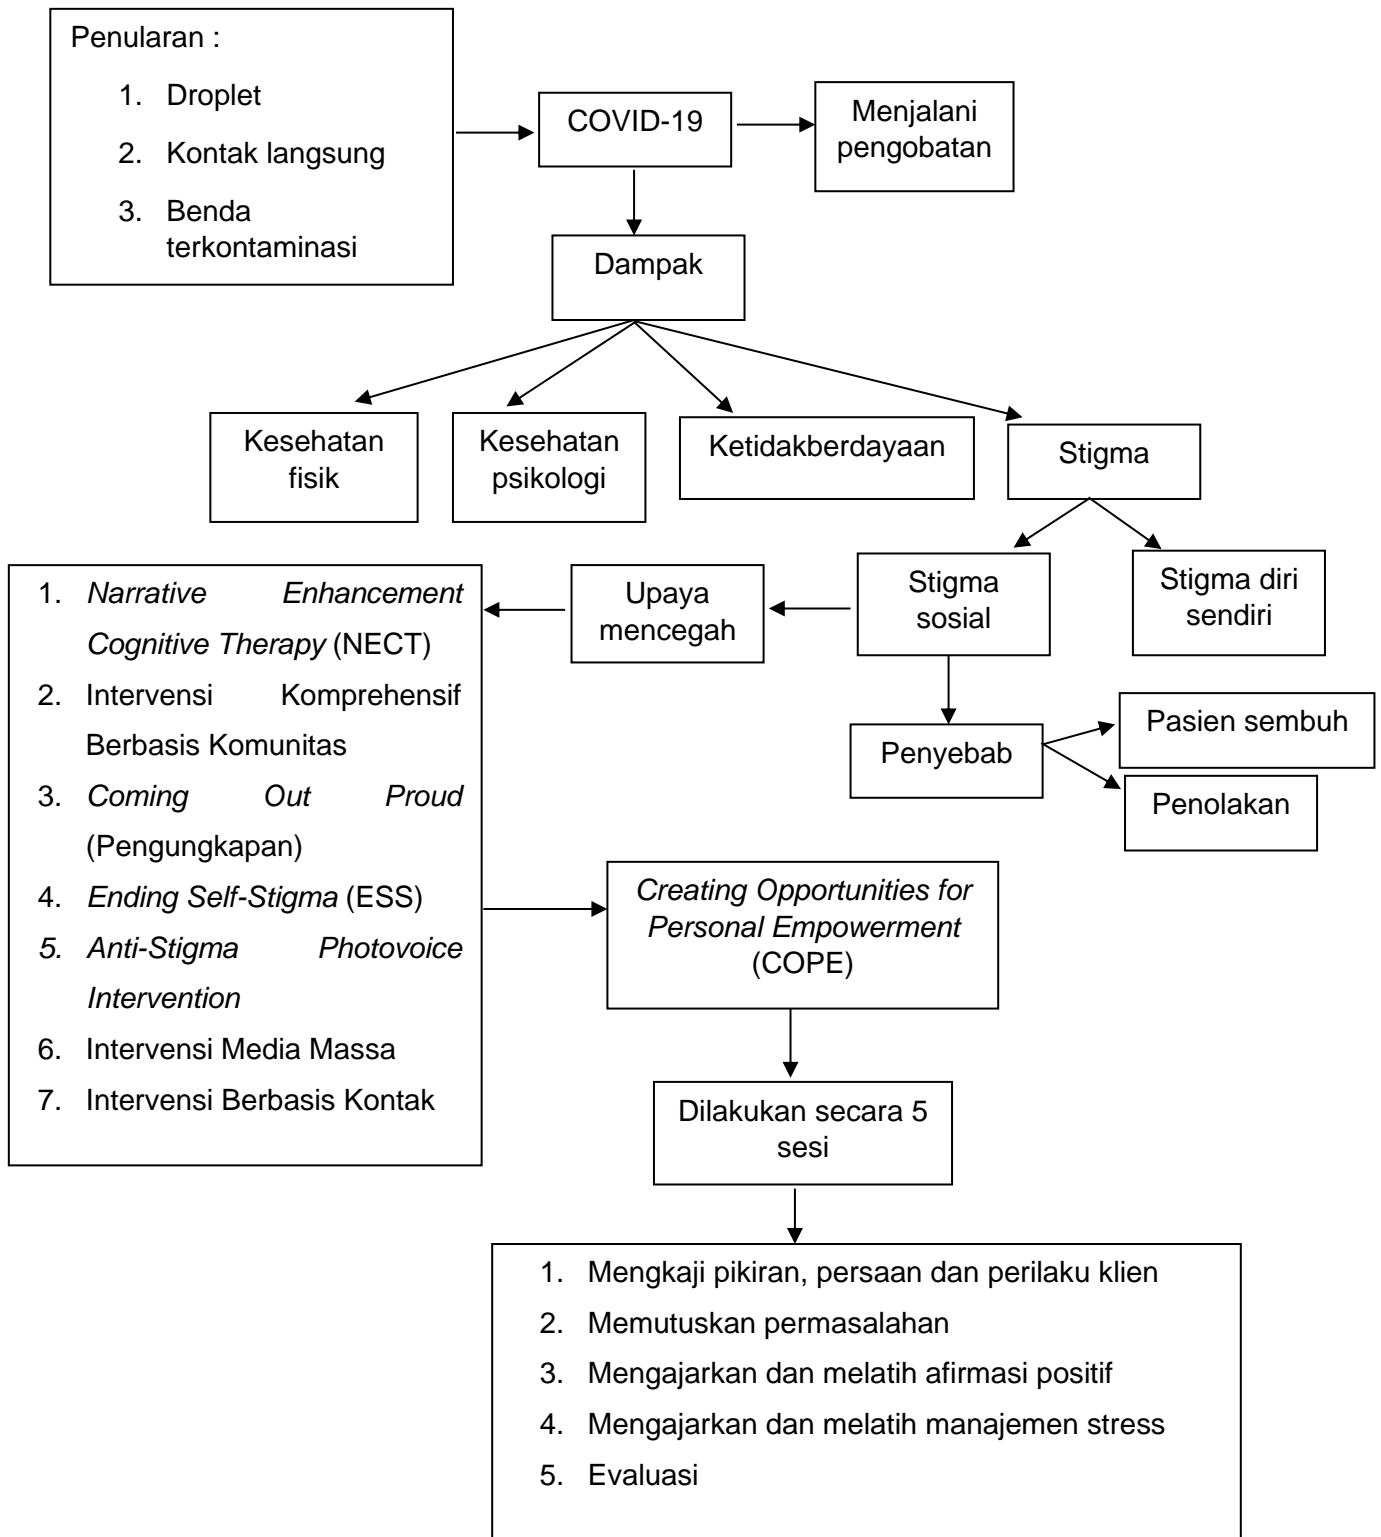 Penularan :
1. Droplet
2. Kontak langsung
3. Benda
terkontaminasi
COVID-19
Menjalani
pengobatan
Dampak
Kesehatan
fisik
Kesehatan
psikologi
Ketidakberdayaan
Stigma
Stigma
sosial
Stigma diri
sendiri
Upaya
mencegah
Penyebab
Pasien sembuh
Penolakan
1. Narrative Enhancement
Cognitive Therapy (NECT)
2. Intervensi Komprehensif
Berbasis Komunitas
3. Coming Out Proud
(Pengungkapan)
4. Ending Self-Stigma (ESS)
5. Anti-Stigma Photovoice
Intervention
6. Intervensi Media Massa
7. Intervensi Berbasis Kontak
Creating Opportunities for
Personal Empowerment
(COPE)
Dilakukan secara 5
sesi
1. Mengkaji pikiran, persaan dan perilaku klien
2. Memutuskan permasalahan
3. Mengajarkan dan melatih afirmasi positif
4. Mengajarkan dan melatih manajemen stress
5. Evaluasi